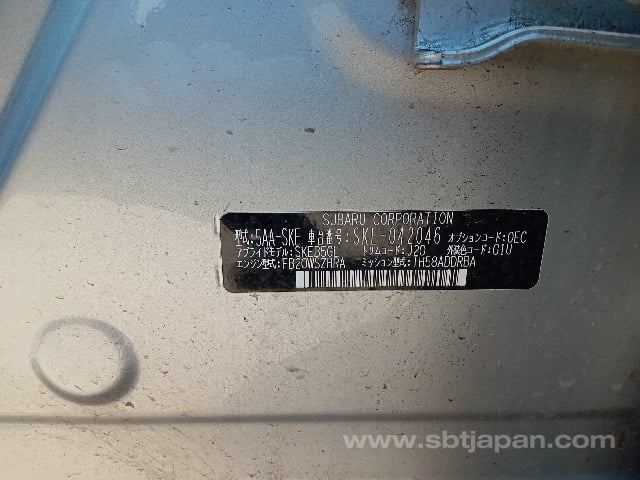 SUBARU CORPORATION
型式:5AA-SKE 車台番号:SKE-042046 オプションコード:OEC
アプライドモデル:SKED5GL トリムコード:J20 外装色コード:G1U
エンジン型式:FB20WSZHRA ミッション型式:TH58ADDRBA
www.sbtjapan.com